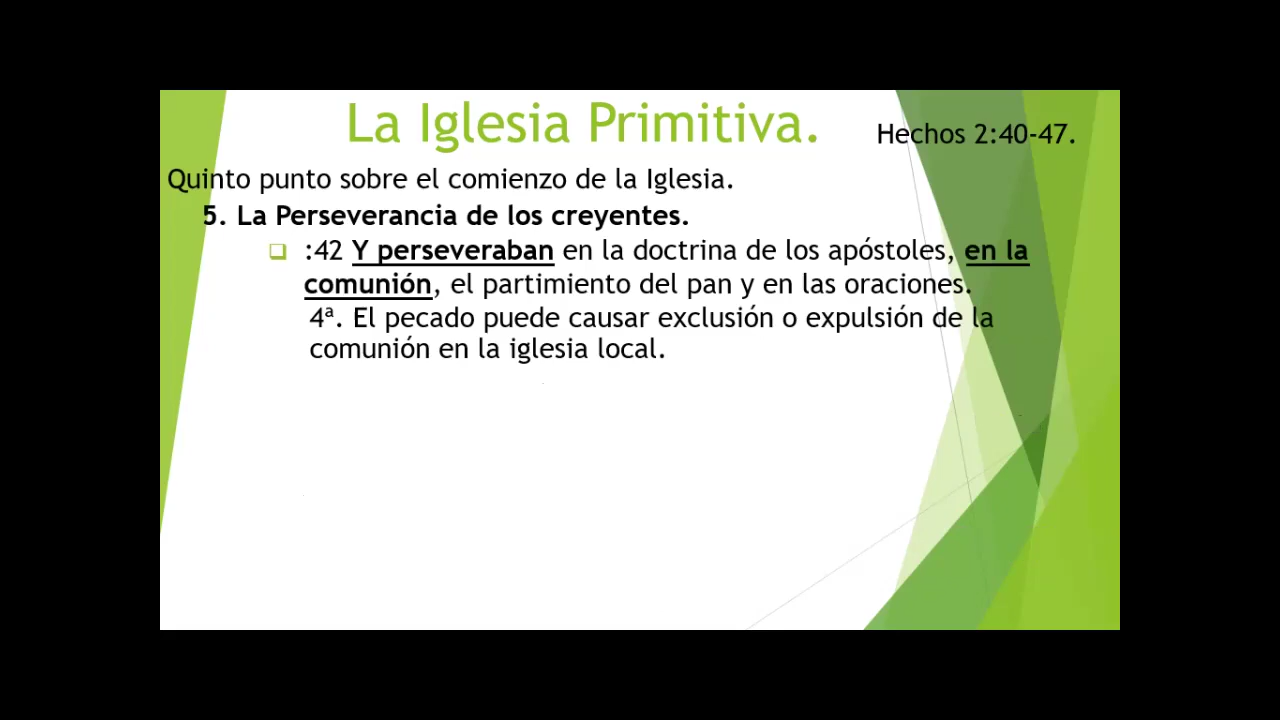 La Iglesia Primitiva.
Hechos 2:40-47.
Quinto punto sobre el comienzo de la Iglesia.
5. La Perseverancia de los creyentes.
:42 Y perseveraban en la doctrina de los apóstoles, en la
comunión, el partimiento del pan y en las oraciones.
4ª. El pecado puede causar exclusión o expulsión de la
comunión en la iglesia local.